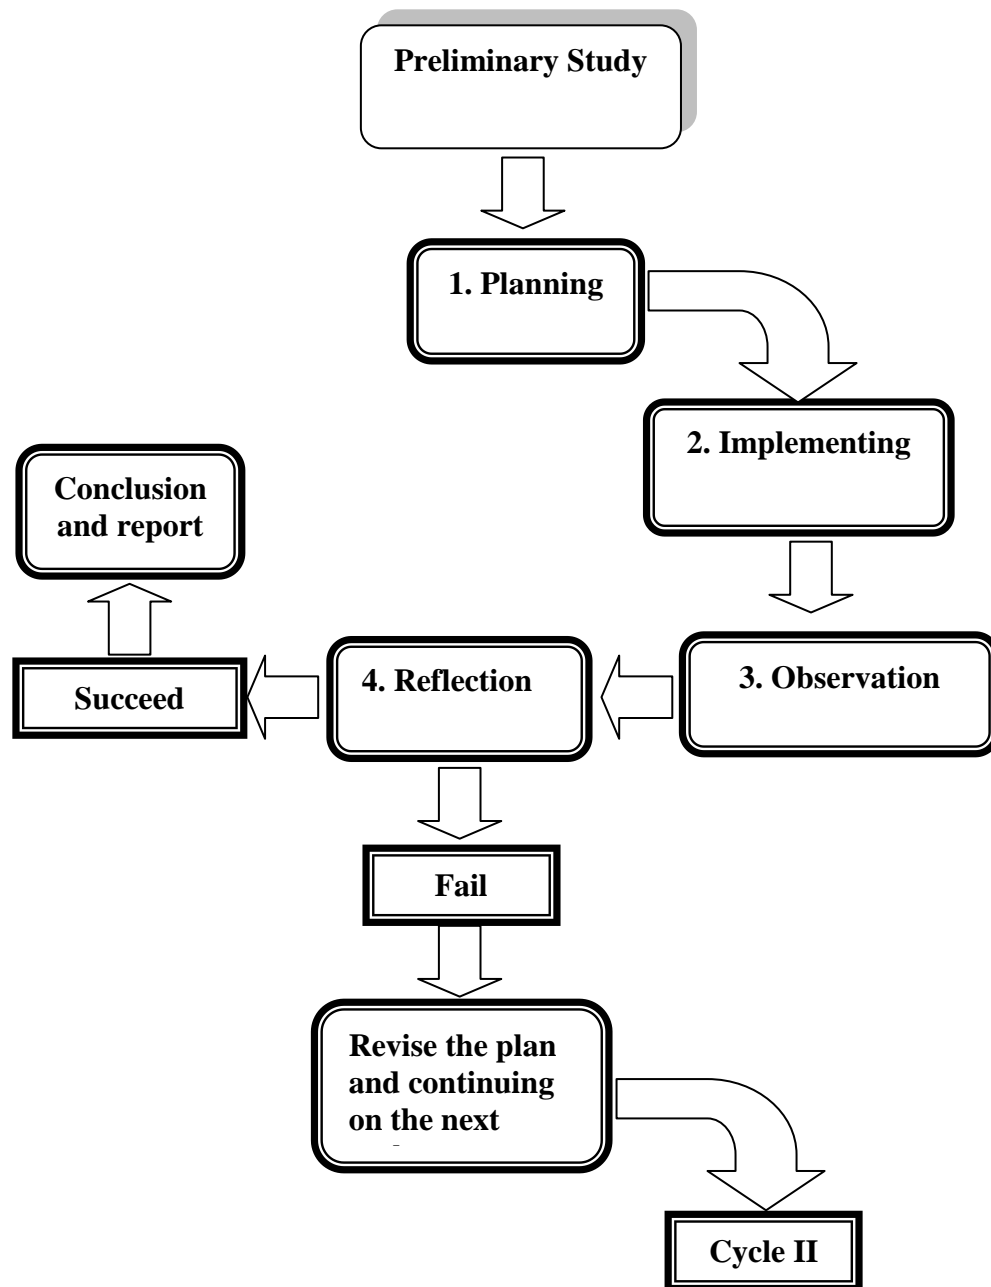 Preliminary Study
1. Planning
2. Implementing
Conclusion
and report
3. Observation
4. Reflection
Succeed
Fail
Revise the plan
and continuing
on the next
Cycle II